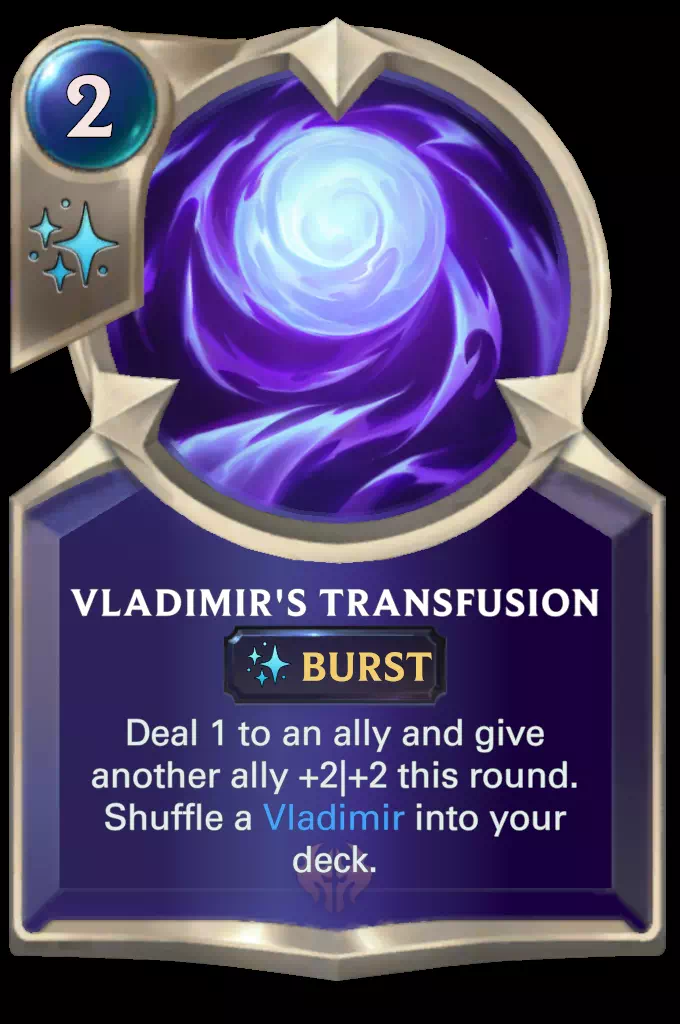 2
VLADIMIR'S TRANSFUSION
BURST
Deal 1 to an ally and give
another ally +2|+2 this round.
Shuffle a Vladimir into your
deck.